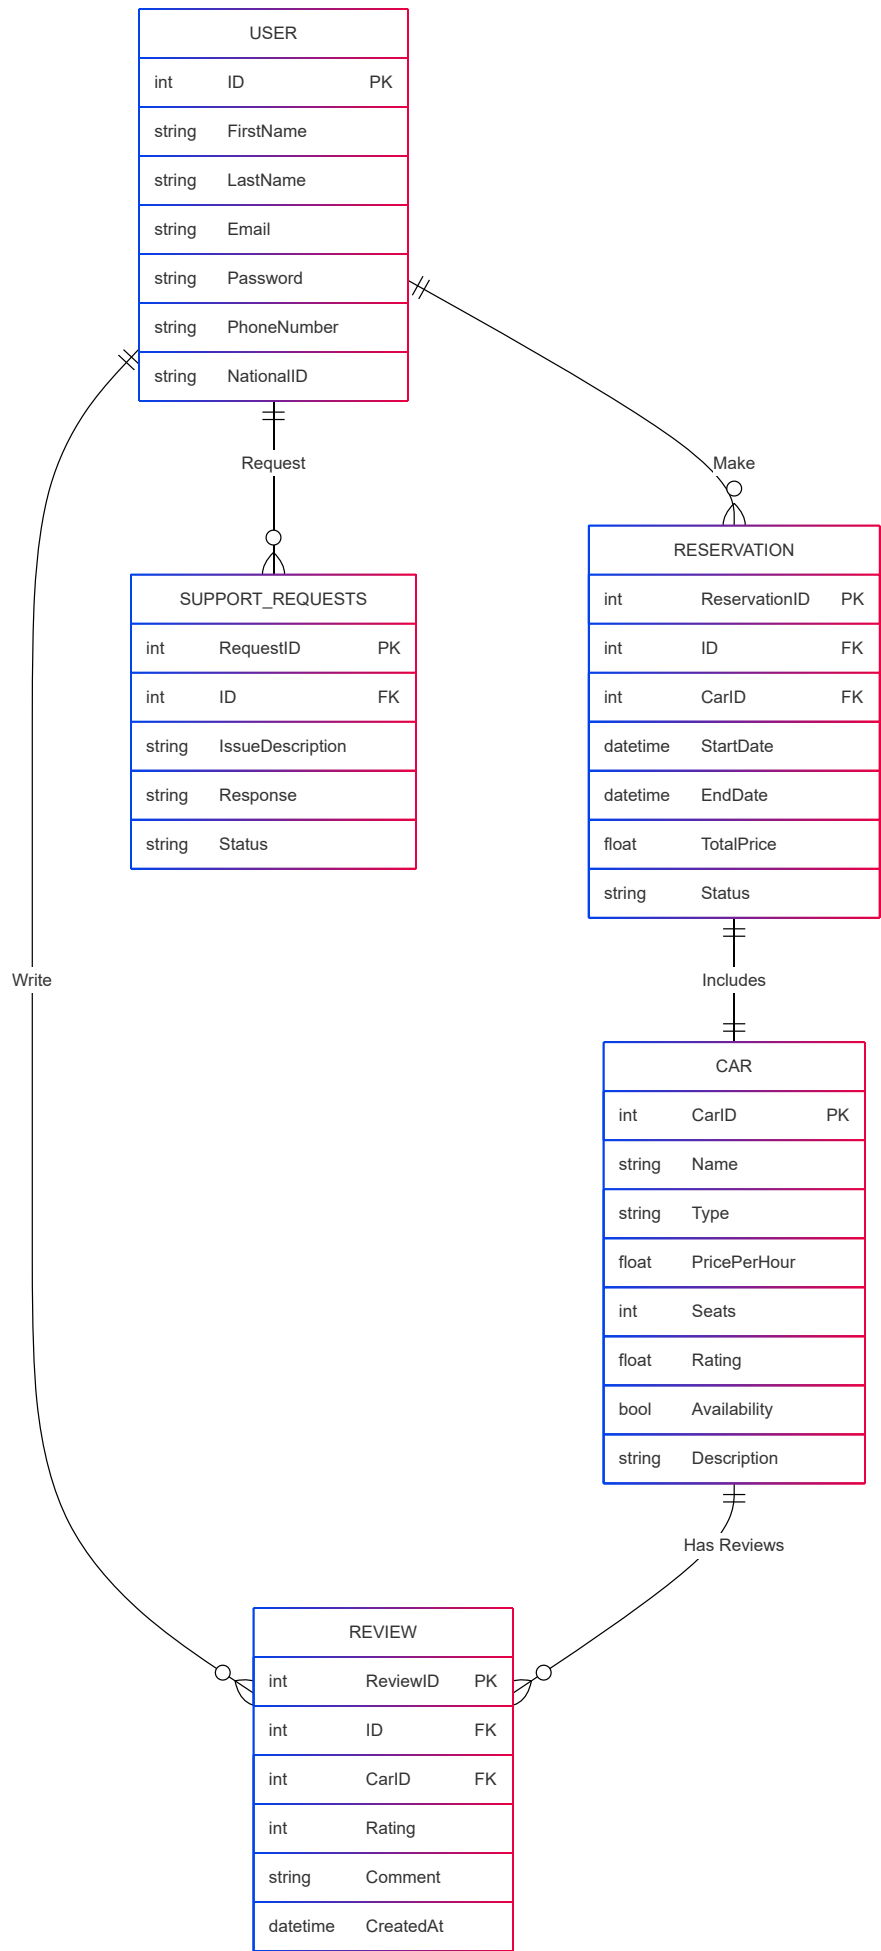 USER
int ID PK
string FirstName
string LastName
string Email
string Password
string PhoneNumber
string NationalID
Request
Make
SUPPORT_REQUESTS
int RequestID PK
int ID FK
string IssueDescription
string Response
string Status
RESERVATION
int ReservationID PK
int ID FK
int CarID FK
datetime StartDate
datetime EndDate
float TotalPrice
string Status
Write
Includes
CAR
int CarID PK
string Name
string Type
float PricePerHour
int Seats
float Rating
bool Availability
string Description
Has Reviews
REVIEW
int ReviewID PK
int ID FK
int CarID FK
int Rating
string Comment
datetime CreatedAt